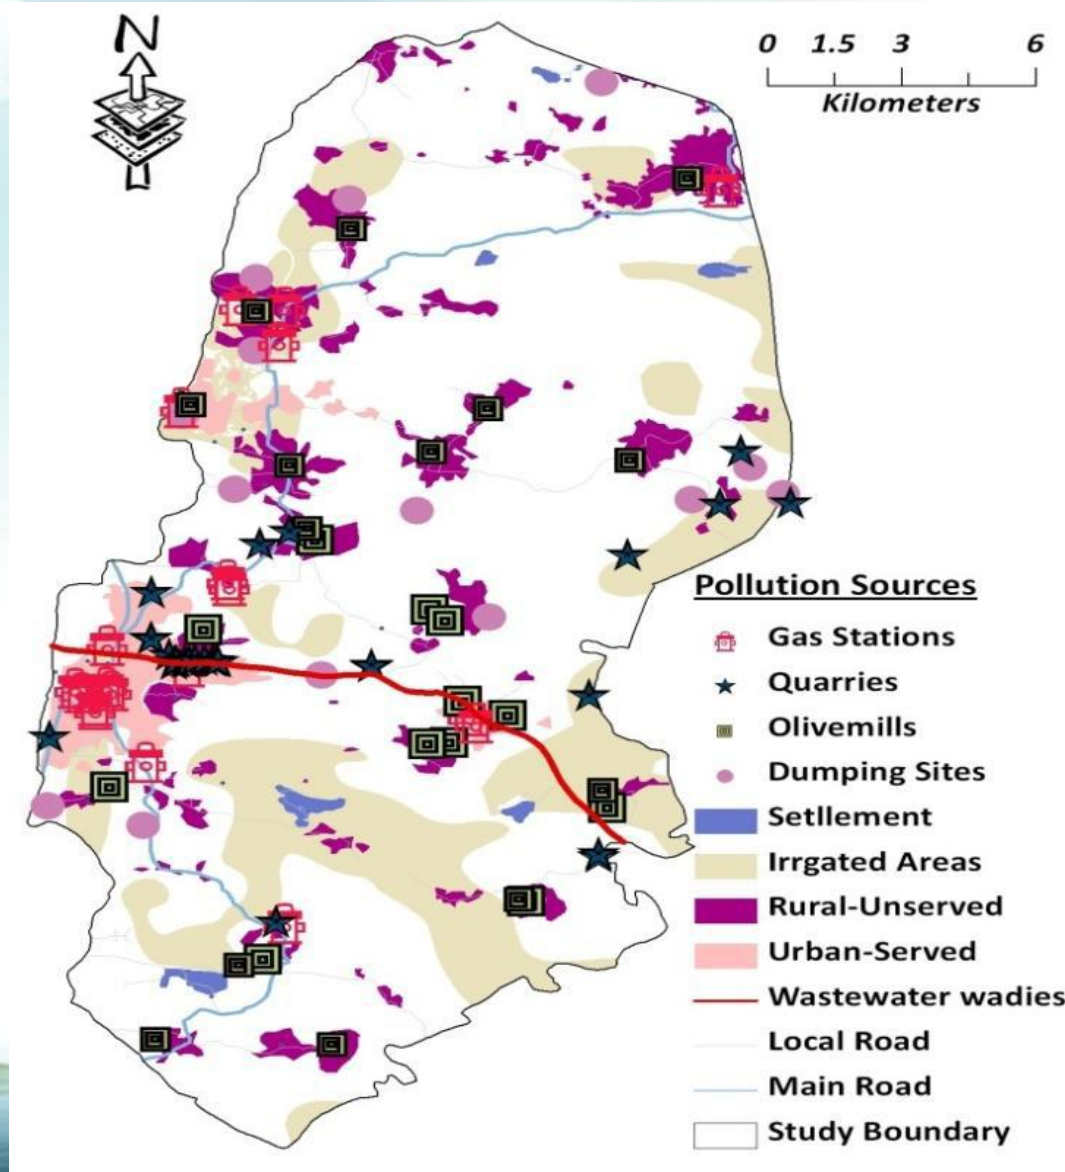 N
0 1.5 3 6
Kilometers
Pollution Sources
Gas Stations
Quarries
Olivemills
Dumping Sites
Setllement
Irrgated Areas
Rural-Unserved
Urban-Served
Wastewater wadies
Local Road
Main Road
Study Boundary